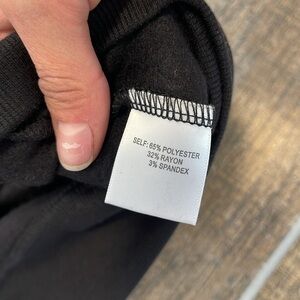 SELF: 65% POLYESTER
32% RAYON
3% SPANDEX